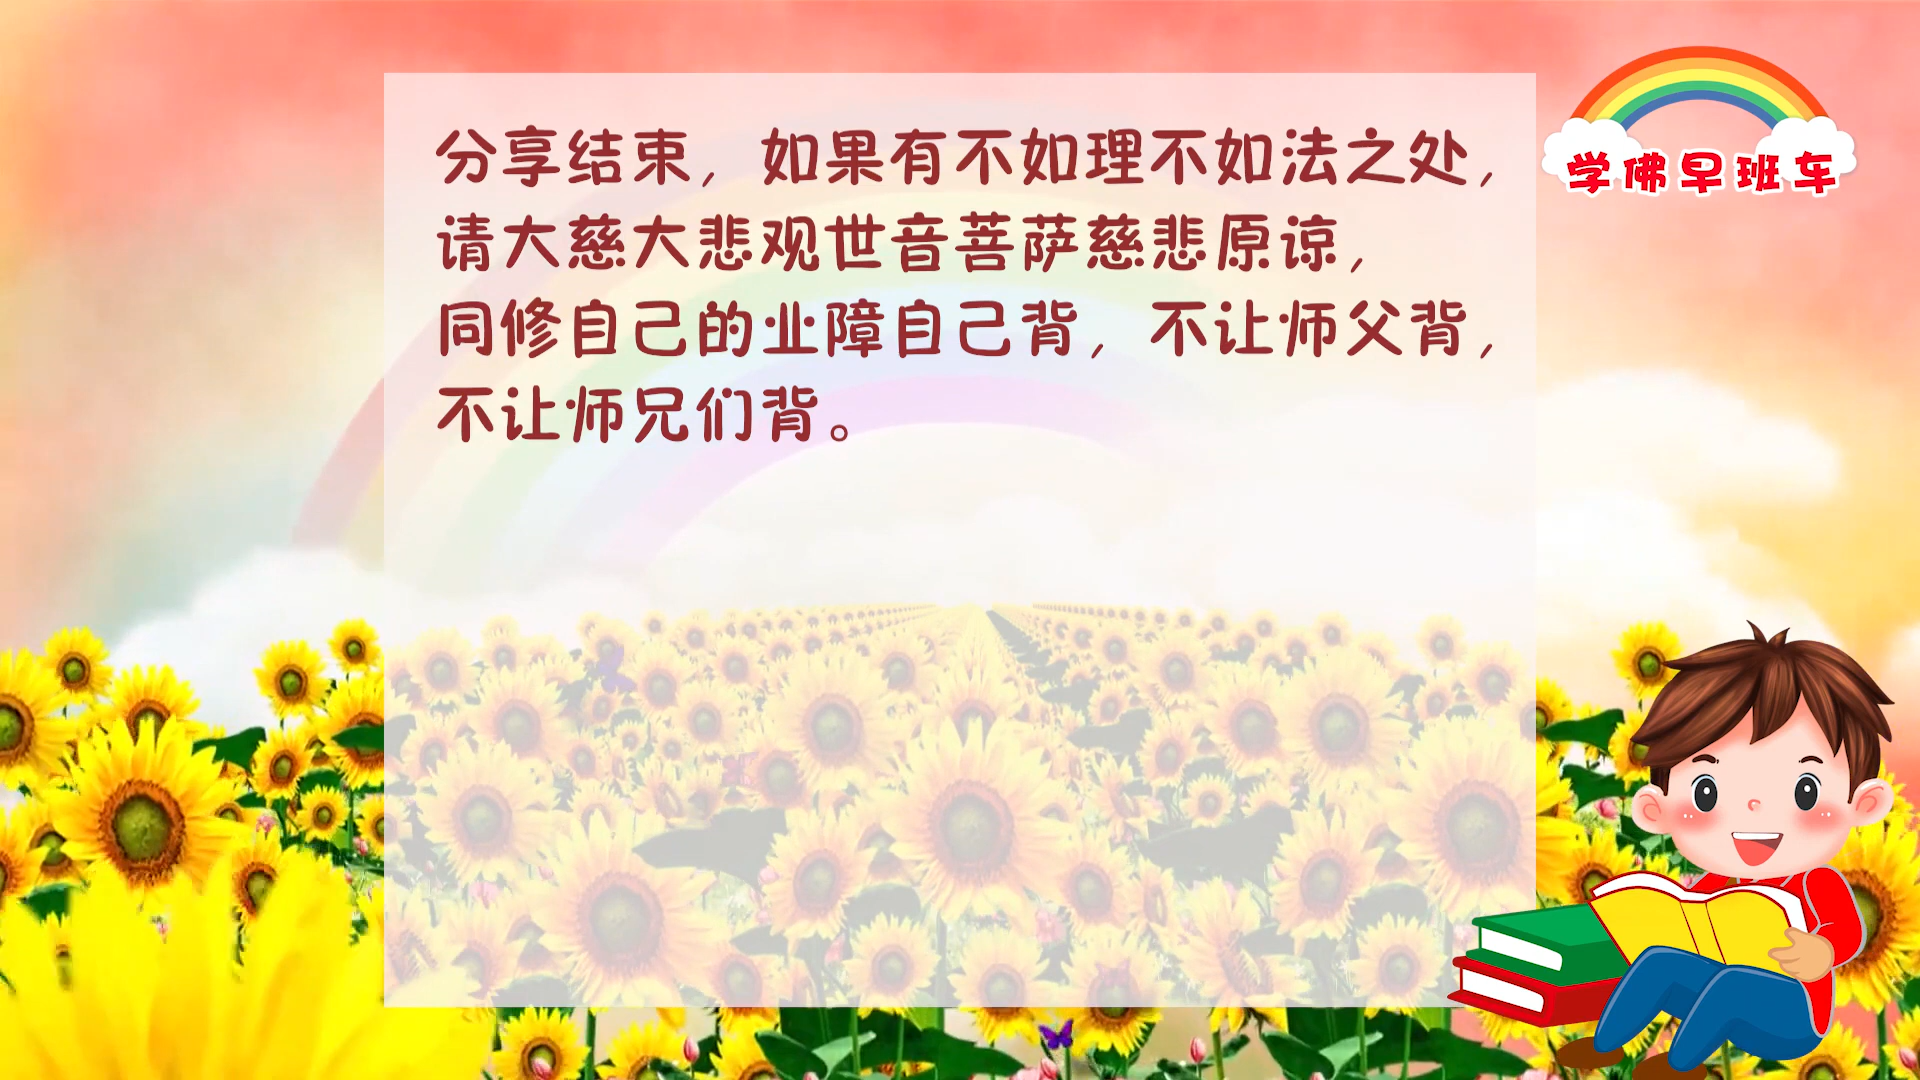 分享结束，如果有不如理不如法之处，
请大慈大悲观世音菩萨慈悲原谅，
同修自己的业障自己背，不让师父背，
不让师兄们背。
学佛早班车